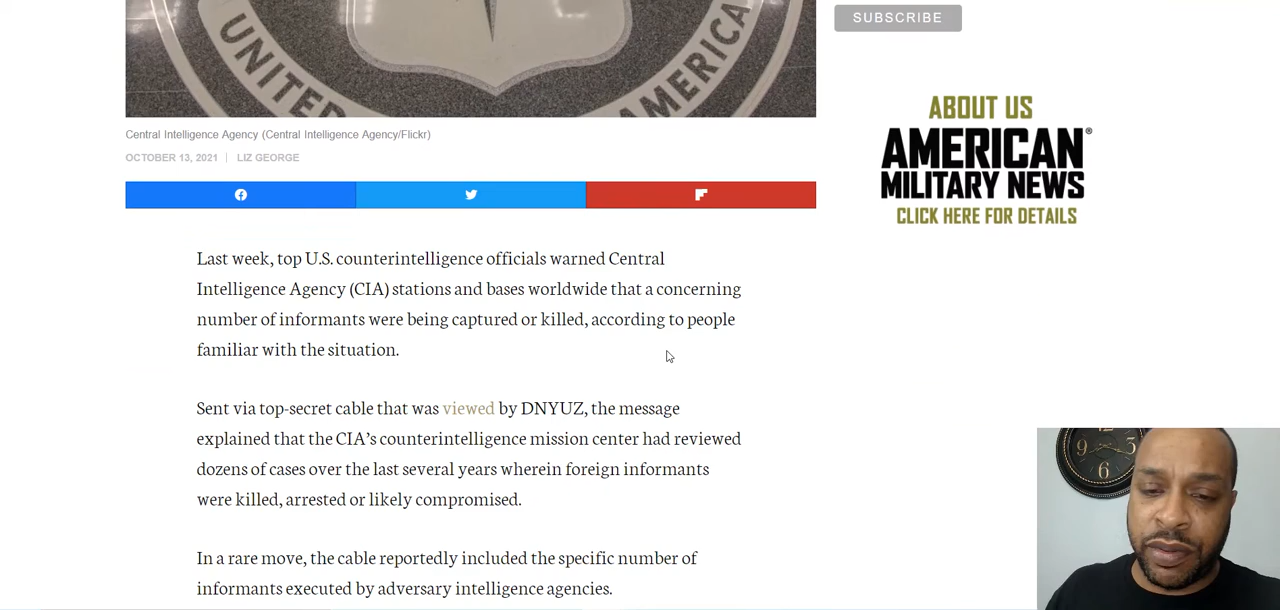 UNITED
AMERICA
SUBSCRIBE
Central Intelligence Agency (Central Intelligence Agency/Flickr)
OCTOBER 13, 2021 | LIZ GEORGE
ABOUT US
AMERICAN®
MILITARY NEWS
CLICK HERE FOR DETAILS
Last week, top U.S. counterintelligence officials warned Central
Intelligence Agency (CIA) stations and bases worldwide that a concerning
number of informants were being captured or killed, according to people
familiar with the situation.
Sent via top-secret cable that was viewed by DNYUZ, the message
explained that the CIA’s counterintelligence mission center had reviewed
dozens of cases over the last several years wherein foreign informants
were killed, arrested or likely compromised.
In a rare move, the cable reportedly included the specific number of
informants executed by adversary intelligence agencies.
12
9 3
6